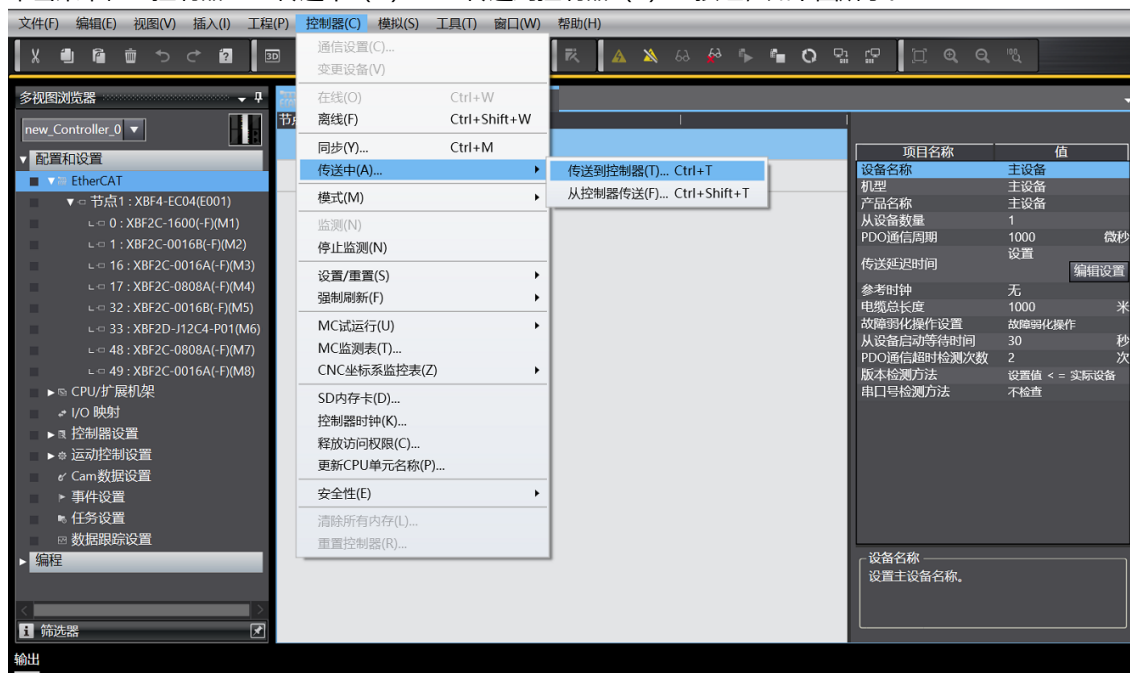 文件(F) 编辑(E) 视图(V) 插入(I) 工程(P) 控制器(C) 模拟(S) 工具(T) 窗口(W) 帮助(H)
多视图浏览器
new_Controller_0
配置和设置
EtherCAT
节点1 : XBF4-EC04(E001)
0 : XBF2C-1600(-F)(M1)
1 : XBF2C-0016B(-F)(M2)
16 : XBF2C-0016A(-F)(M3)
17 : XBF2C-0808A(-F)(M4)
32 : XBF2C-0016B(-F)(M5)
33 : XBF2D-J12C4-P01(M6)
48 : XBF2C-0808A(-F)(M7)
49 : XBF2C-0016A(-F)(M8)
CPU/扩展机架
I/O 映射
控制器设置
运动控制设置
Cam数据设置
事件设置
任务设置
数据跟踪设置
编程
筛选器
输出
通信设置(C)...
变更设备(V)
在线(O) Ctrl+W
离线(F) Ctrl+Shift+W
同步(Y)... Ctrl+M
传送中(A)...
模式(M)
监测(N)
停止监测(N)
设置/重置(S)
强制刷新(F)
MC试运行(U)
MC监测表(T)...
CNC坐标系监控表(Z)
SD内存卡(D)...
控制器时钟(K)...
释放访问权限(C)...
更新CPU单元名称(P)...
安全性(E)
清除所有内存(L)...
重置控制器(R)...
传送到控制器(T)... Ctrl+T
从控制器传送(F)... Ctrl+Shift+T
项目名称 值
设备名称 主设备
机型 主设备
产品名称 主设备
从设备数量 1
PDO通信周期 1000 微秒
传送延迟时间 设置
编辑设置
参考时钟 无
电缆总长度 1000 米
故障弱化操作设置 故障弱化操作
从设备启动等待时间 30 秒
PDO通信超时检测次数 2 次
版本检测方法 设置值 < = 实际设备
串口号检测方法 不检查
设备名称
设置主设备名称。